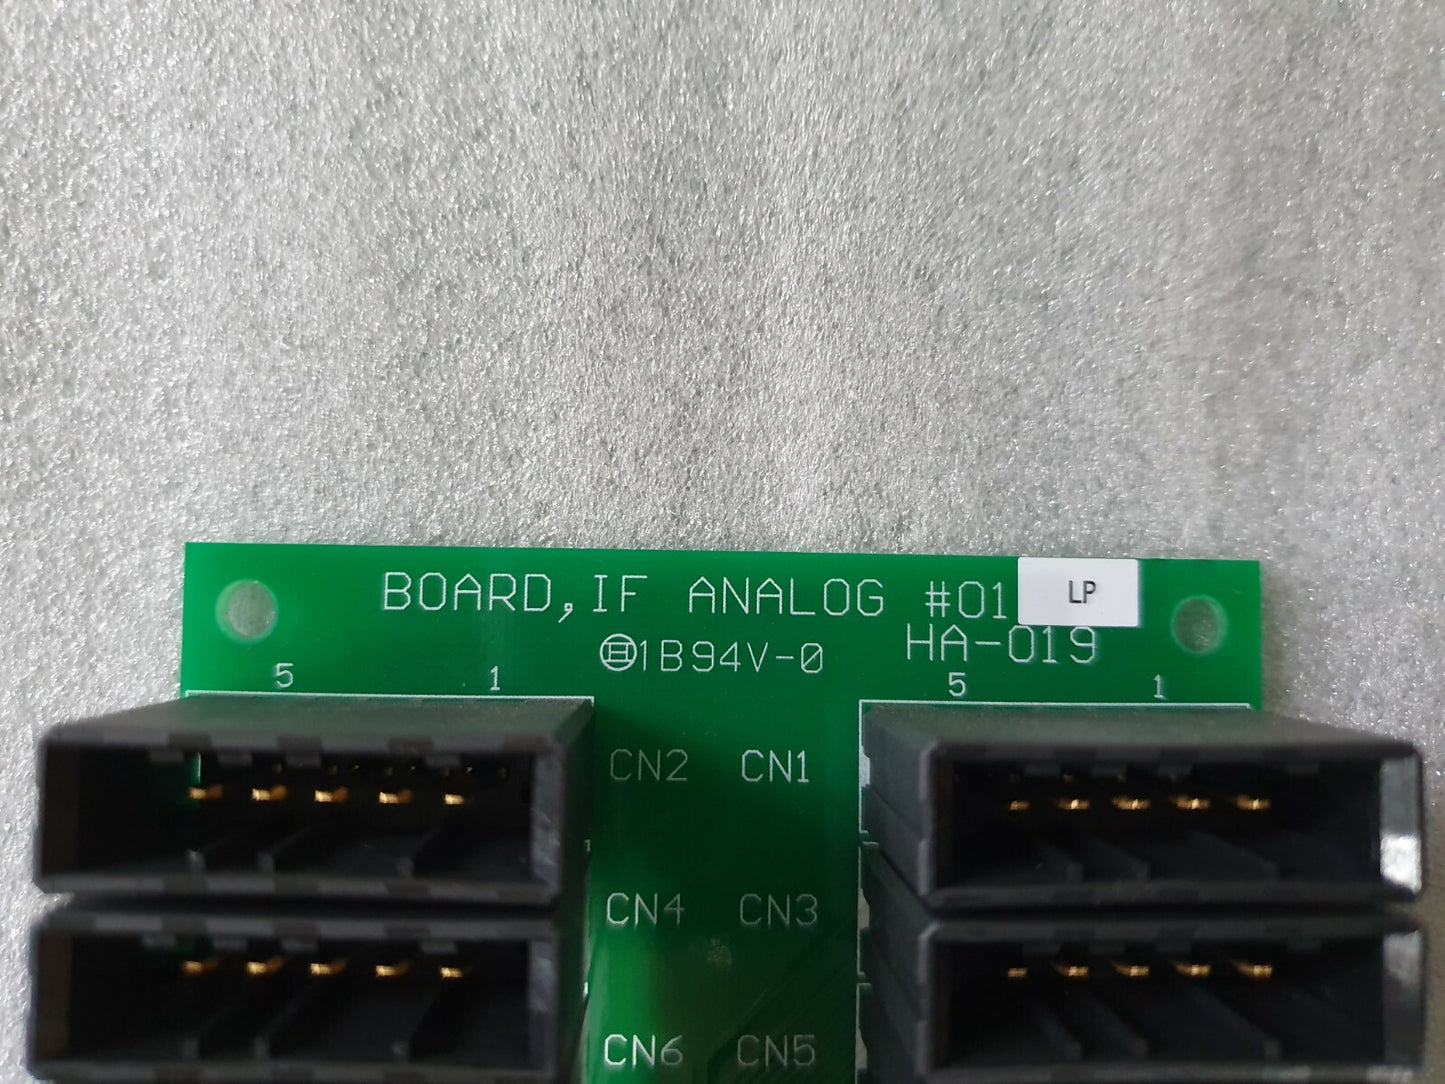 BOARD,IF ANALOG #01 LP
1B94V-0 HA-019
5 1 5 1
CN2 CN1
CN4 CN3
CN6 CN5